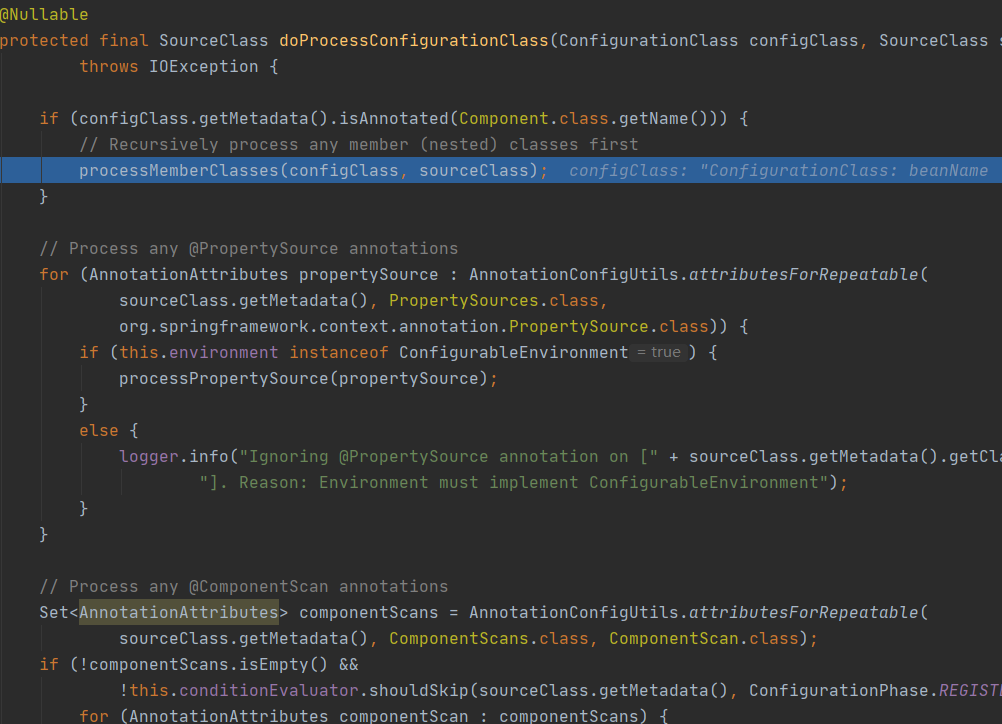 @Nullable
protected final SourceClass doProcessConfigurationClass(ConfigurationClass configClass, SourceClass
throws IOException {
if (configClass.getMetadata().isAnnotated(Component.class.getName())) {
// Recursively process any member (nested) classes first
processMemberClasses(configClass, sourceClass); configClass: "ConfigurationClass: beanName
}
// Process any @PropertySource annotations
for (AnnotationAttributes propertySource : AnnotationConfigUtils.attributesForRepeatable(
sourceClass.getMetadata(), PropertySources.class,
org.springframework.context.annotation.PropertySource.class)) {
if (this.environment instanceof ConfigurableEnvironment = true ) {
processPropertySource(propertySource);
}
else {
logger.info("Ignoring @PropertySource annotation on [" + sourceClass.getMetadata().getCla
"]. Reason: Environment must implement ConfigurableEnvironment");
}
}
// Process any @ComponentScan annotations
Set<AnnotationAttributes> componentScans = AnnotationConfigUtils.attributesForRepeatable(
sourceClass.getMetadata(), ComponentScans.class, ComponentScan.class);
if (!componentScans.isEmpty() &&
!this.conditionEvaluator.shouldSkip(sourceClass.getMetadata(), ConfigurationPhase.REGISTE
for (AnnotationAttributes componentScan : componentScans) {